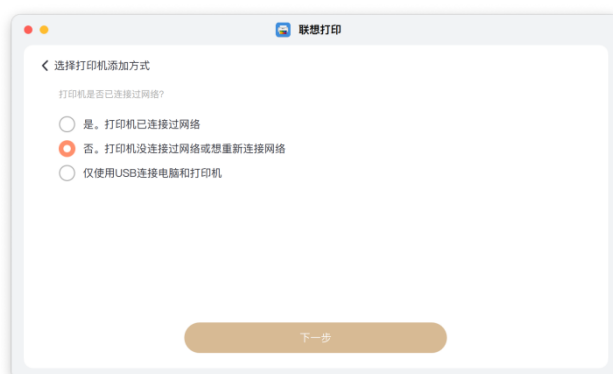 联想打印
选择打印机添加方式
打印机是否已连接过网络?
是。打印机已连接过网络
否。打印机没连接过网络或想重新连接网络
仅使用USB连接电脑和打印机
下一步